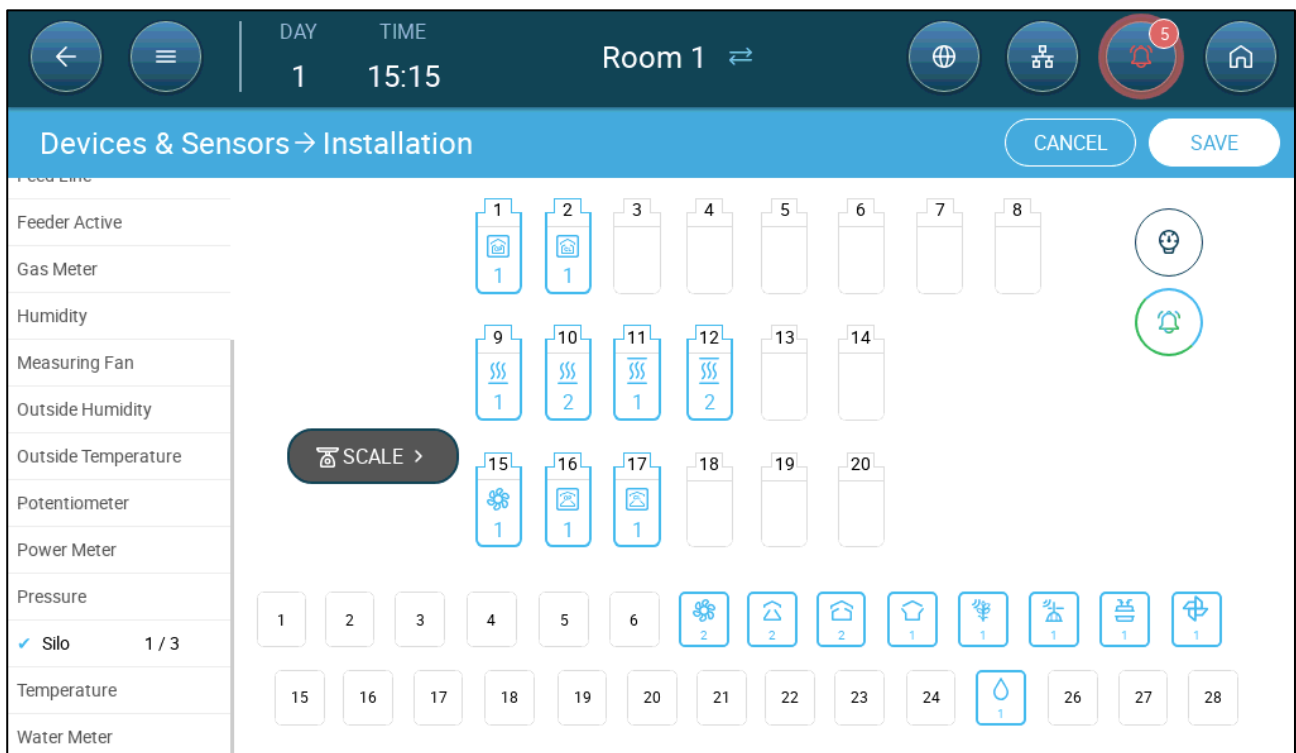 DAY TIME
1 15:15 Room 1 5
Devices & Sensors → Installation CANCEL SAVE
Feed Line
Feeder Active
Gas Meter
Humidity
Measuring Fan
Outside Humidity
Outside Temperature
Potentiometer
Power Meter
Pressure
✓ Silo 1 / 3
Temperature
Water Meter
SCALE >
1 2 3 4 5 6 7 8
1 1
9 10 11 12 13 14
1 2 1 2
15 16 17 18 19 20
1 1 1
1 2 3 4 5 6 2 2 2 1 1 1 1 1
15 16 17 18 19 20 21 22 23 24 1 26 27 28